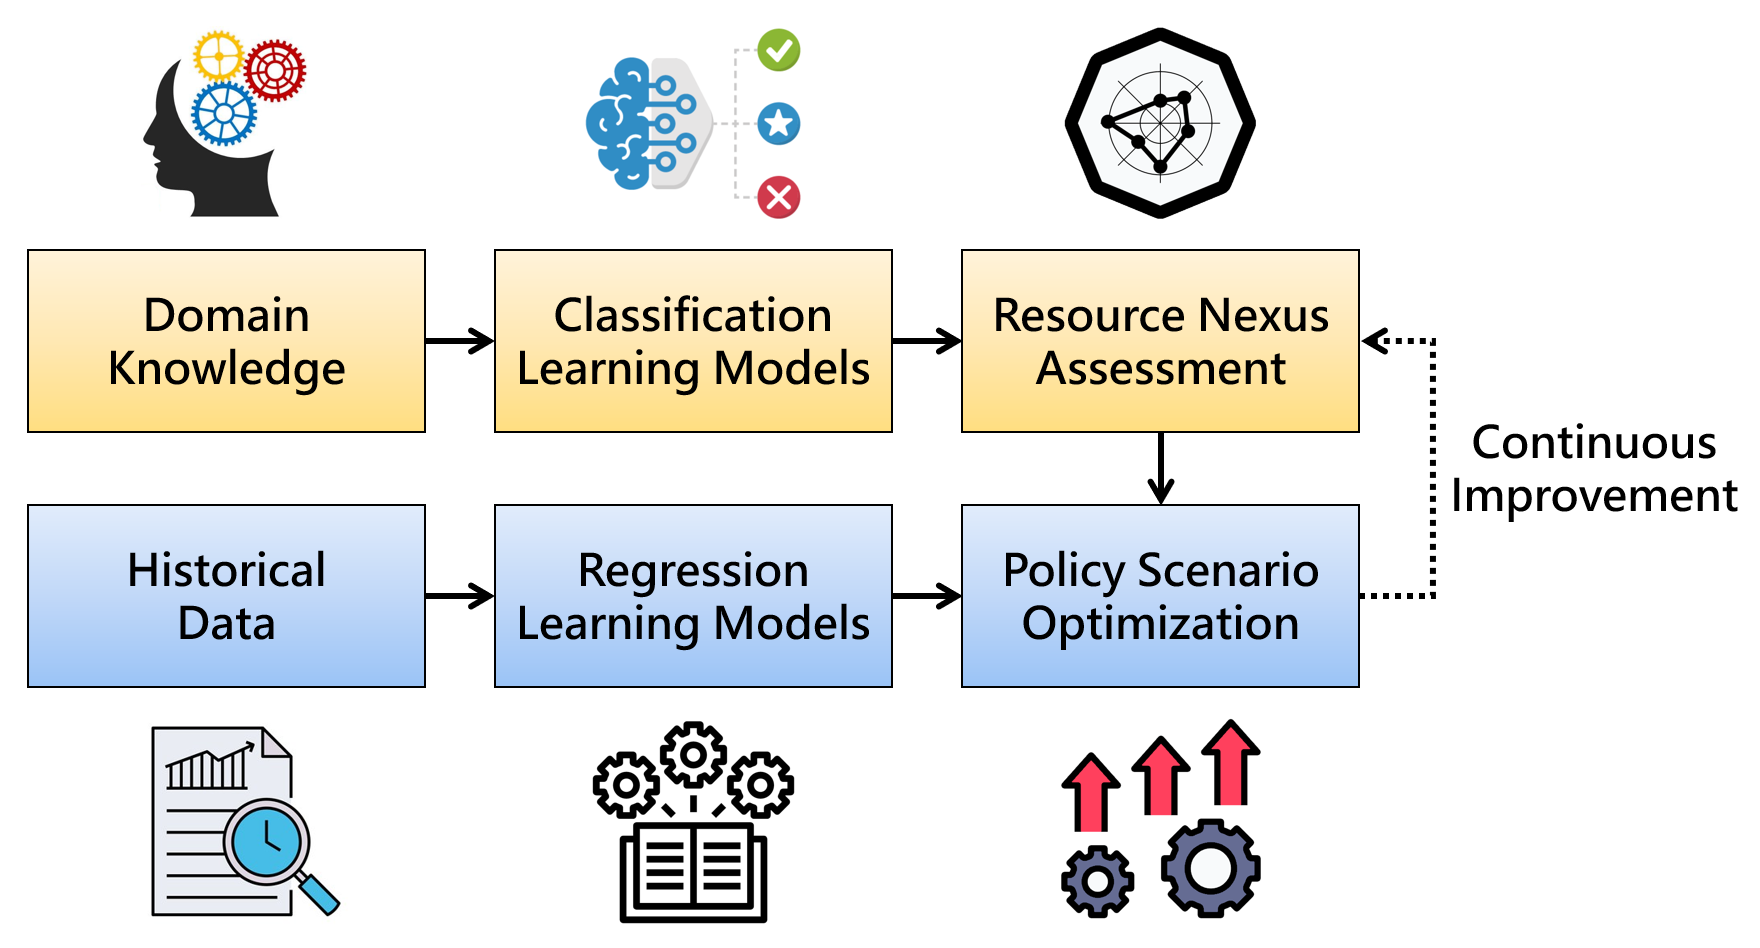 Domain
Knowledge
Classification
Learning Models
Resource Nexus
Assessment
Continuous
Improvement
Historical
Data
Regression
Learning Models
Policy Scenario
Optimization